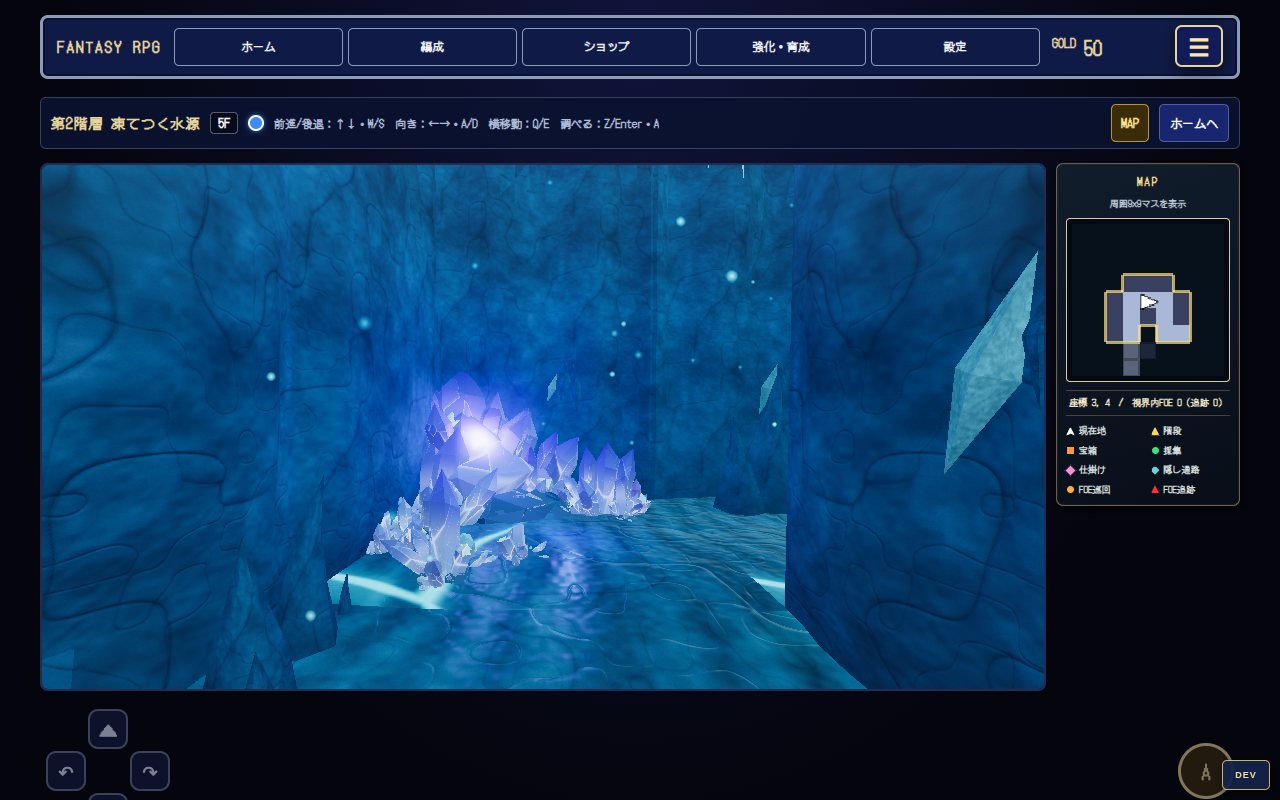 FANTASY RPG ホーム 編成 ショップ 強化・育成 設定 GOLD 50 ☰
第2階層 凍てつく水源 5F 前進/後退：↑↓・W/S 向き：←→・A/D 横移動：Q/E 調べる：Z/Enter・A MAP ホームへ
MAP
周囲9x9マスを表示
座標 3, 4 / 視界内FOE 0（追跡 0）
現在地 階段
宝箱 採集
仕掛け 隠し通路
FOE巡回 FOE追跡
A DEV